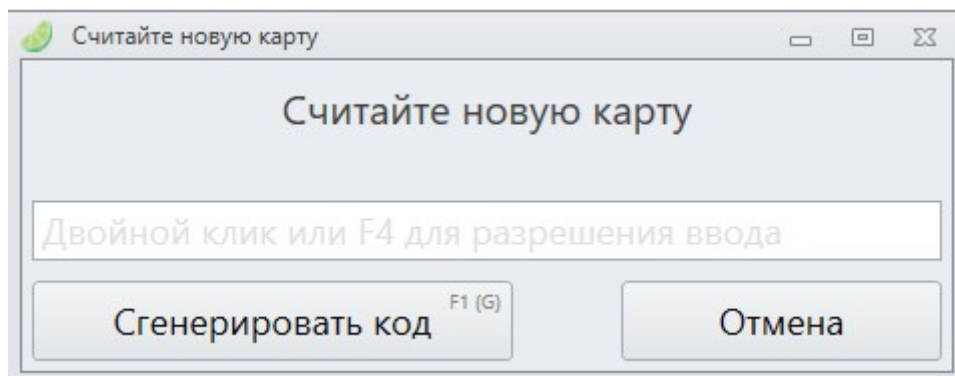 Считайте новую карту
Считайте новую карту
Двойной клик или F4 для разрешения ввода
Сгенерировать код F1 (G) Отмена